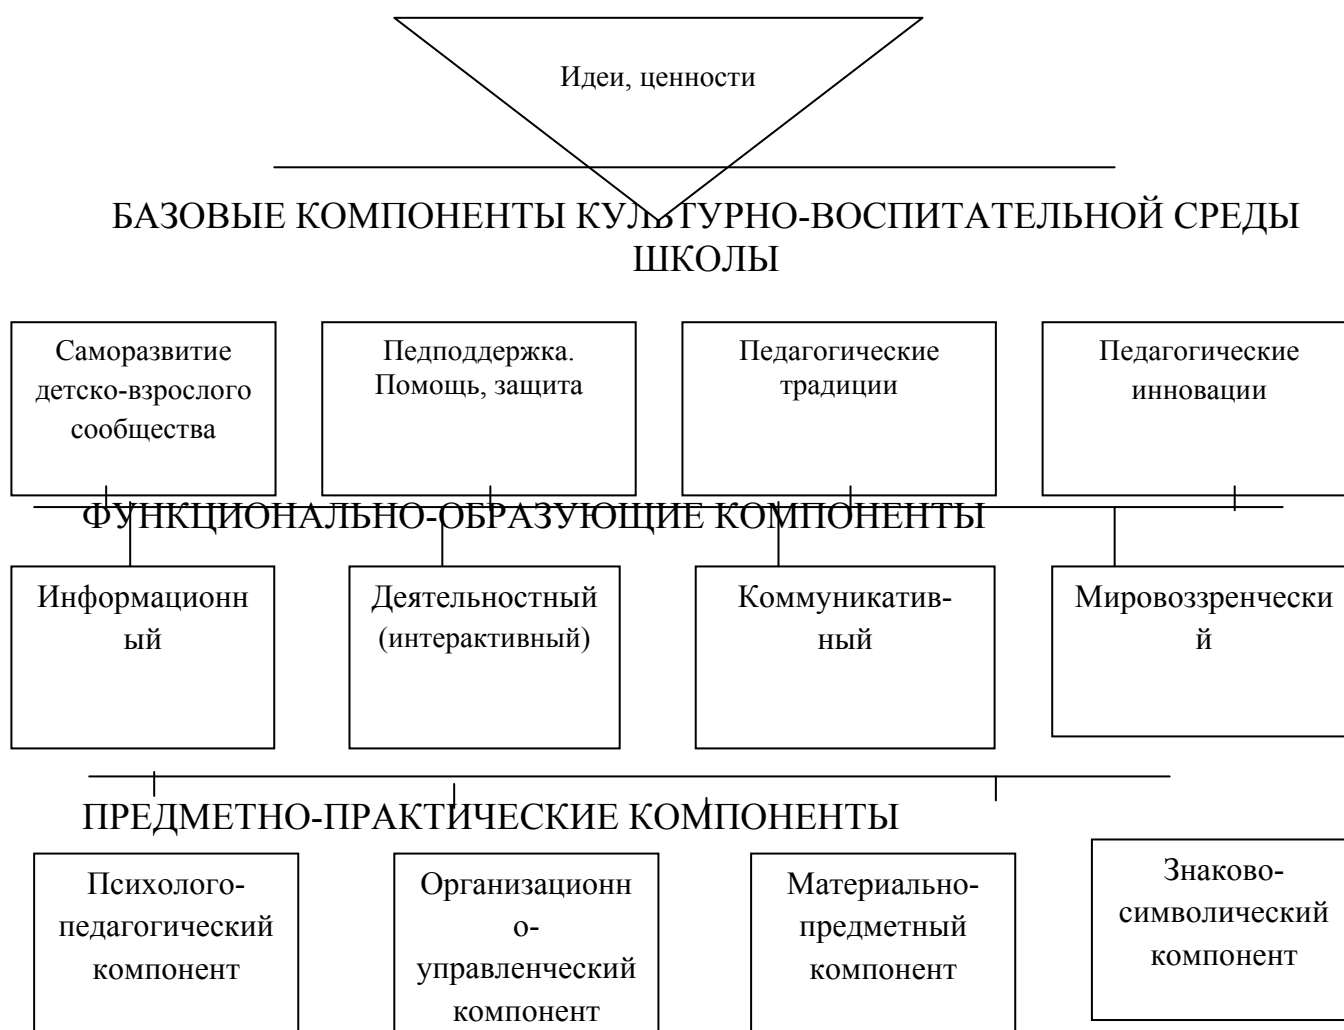 Идеи, ценности
БАЗОВЫЕ КОМПОНЕНТЫ КУЛЬТУРНО-ВОСПИТАТЕЛЬНОЙ СРЕДЫ
ШКОЛЫ
Саморазвитие
детско-взрослого
сообщества
Педподдержка.
Помощь, защита
Педагогические
традиции
Педагогические
инновации
ФУНКЦИОНАЛЬНО-ОБРАЗУЮЩИЕ КОМПОНЕНТЫ
Информационн
ый
Деятельностный
(интерактивный)
Коммуникатив-
ный
Мировоззренчески
й
ПРЕДМЕТНО-ПРАКТИЧЕСКИЕ КОМПОНЕНТЫ
Психолого-
педагогический
компонент
Организационн
о-
управленческий
компонент
Материально-
предметный
компонент
Знаково-
символический
компонент